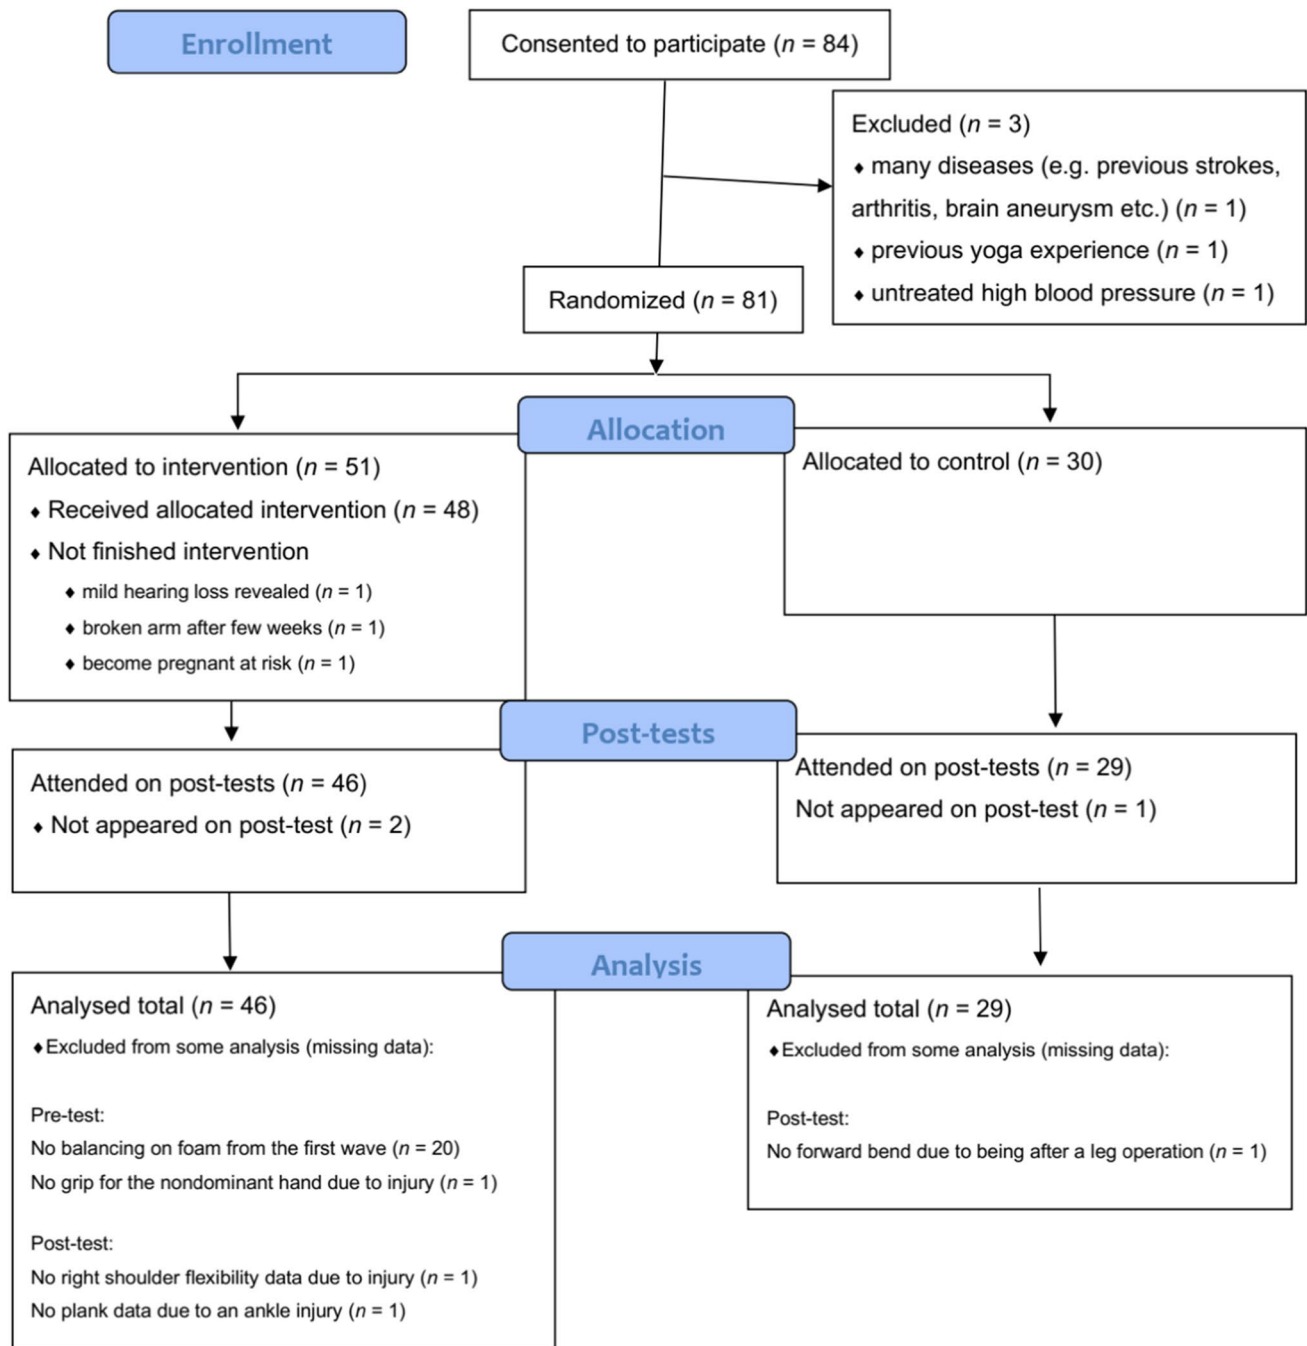 Enrollment
Consented to participate (n = 84)
Excluded (n = 3)
♦ many diseases (e.g. previous strokes,
arthritis, brain aneurysm etc.) (n = 1)
♦ previous yoga experience (n = 1)
♦ untreated high blood pressure (n = 1)
Randomized (n = 81)
Allocation
Allocated to intervention (n = 51)
♦ Received allocated intervention (n = 48)
♦ Not finished intervention
♦ mild hearing loss revealed (n = 1)
♦ broken arm after few weeks (n = 1)
♦ become pregnant at risk (n = 1)
Allocated to control (n = 30)
Post-tests
Attended on post-tests (n = 46)
♦ Not appeared on post-test (n = 2)
Attended on post-tests (n = 29)
Not appeared on post-test (n = 1)
Analysis
Analysed total (n = 46)
♦Excluded from some analysis (missing data):
Pre-test:
No balancing on foam from the first wave (n = 20)
No grip for the nondominant hand due to injury (n = 1)
Post-test:
No right shoulder flexibility data due to injury (n = 1)
No plank data due to an ankle injury (n = 1)
Analysed total (n = 29)
♦Excluded from some analysis (missing data):
Post-test:
No forward bend due to being after a leg operation (n = 1)